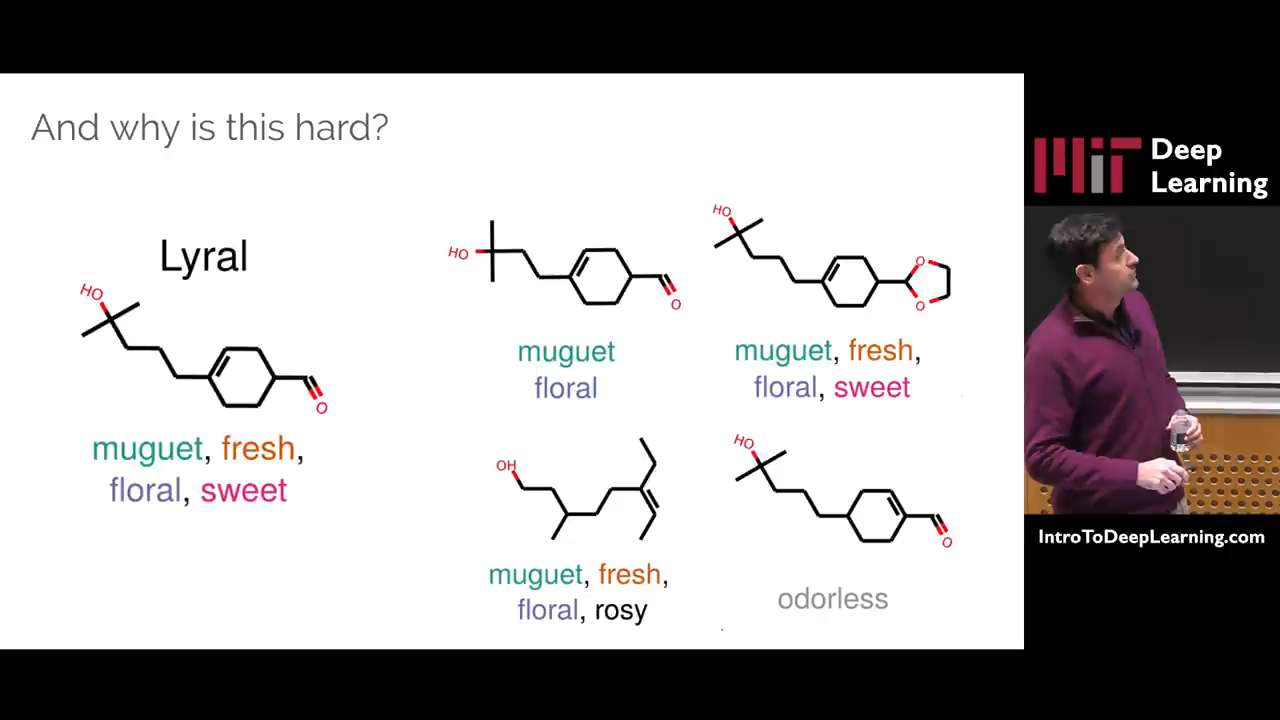 And why is this hard?
Lyral
HO
O
muguet, fresh,
floral, sweet
HO
O
muguet
floral
HO
O
O
muguet, fresh,
floral, sweet
OH
muguet, fresh,
floral, rosy
HO
O
odorless
MIT Deep
Learning
IntroToDeepLearning.com